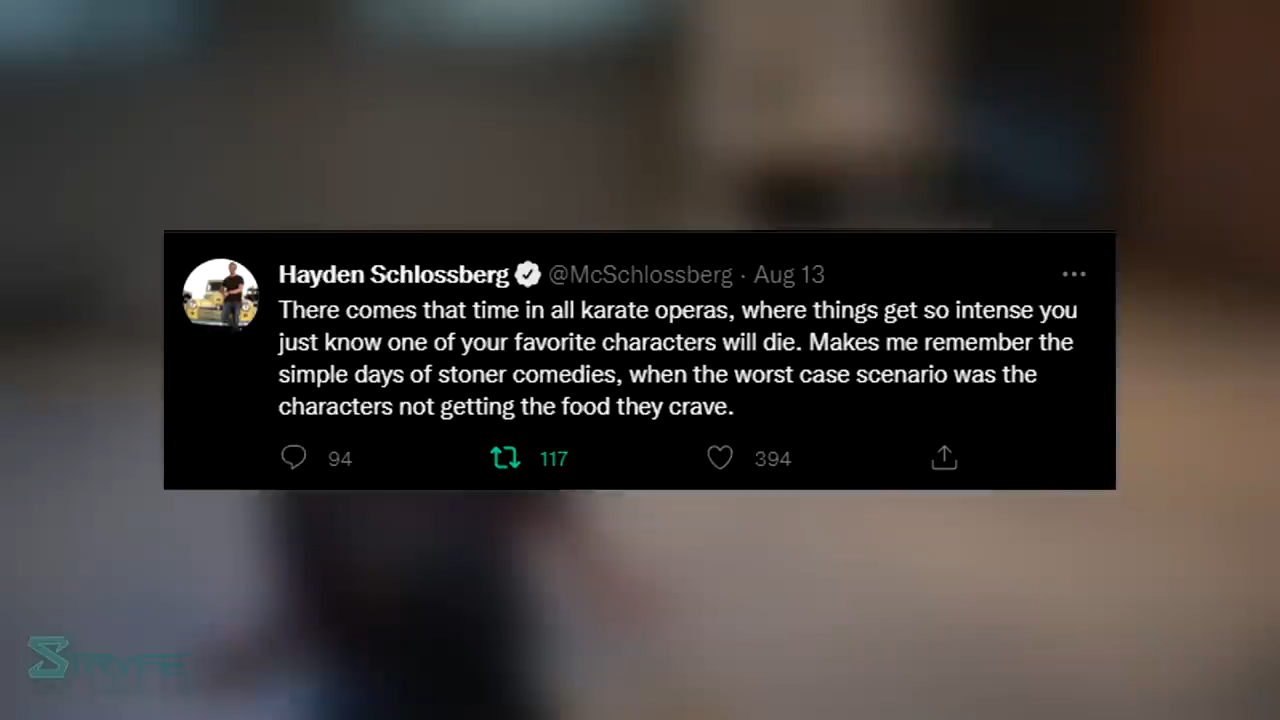 Hayden Schlossberg @McSchlossberg · Aug 13
There comes that time in all karate operas, where things get so intense you
just know one of your favorite characters will die. Makes me remember the
simple days of stoner comedies, when the worst case scenario was the
characters not getting the food they crave.
94 117 394